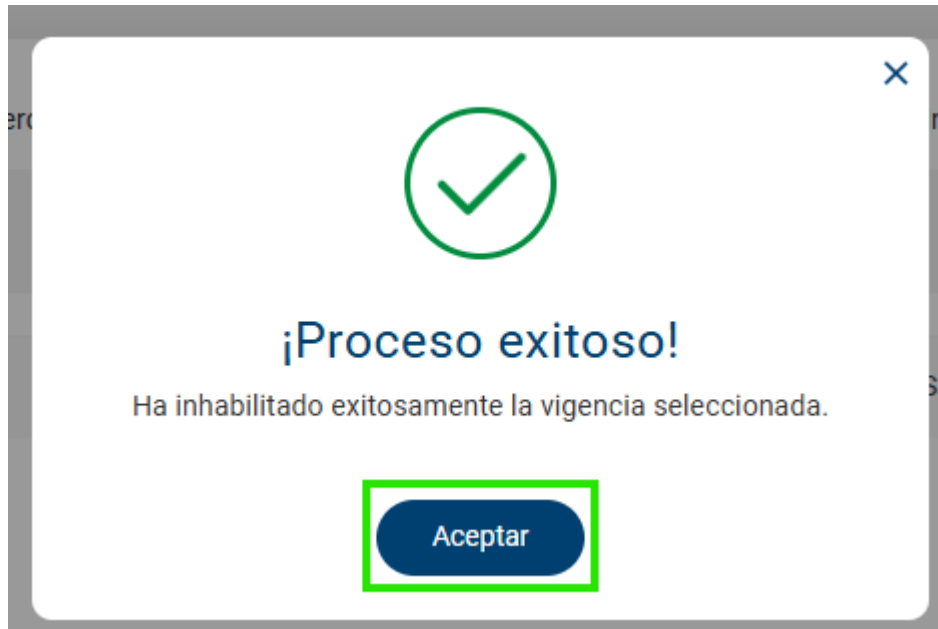 ¡Proceso exitoso!
Ha inhabilitado exitosamente la vigencia seleccionada.
Aceptar